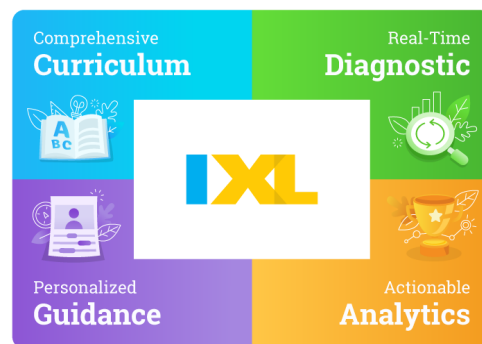 Comprehensive
Curriculum
Real-Time
Diagnostic
A
BC
IXL
Personalized
Guidance
Actionable
Analytics